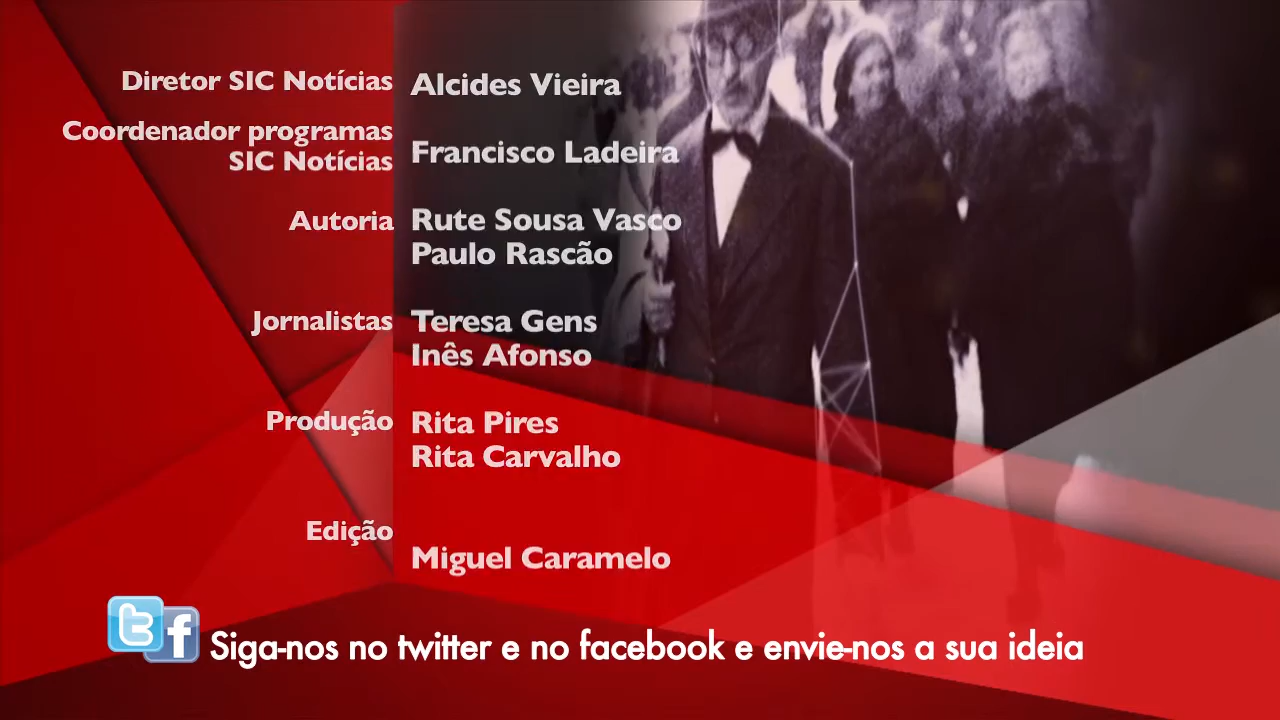 Diretor SIC Notícias Alcides Vieira
Coordenador programas
SIC Notícias Francisco Ladeira
Autoria Rute Sousa Vasco
Paulo Rascão
Jornalistas Teresa Gens
Inês Afonso
Produção Rita Pires
Rita Carvalho
Edição
Miguel Caramelo
Siga-nos no twitter e no facebook e envie-nos a sua ideia